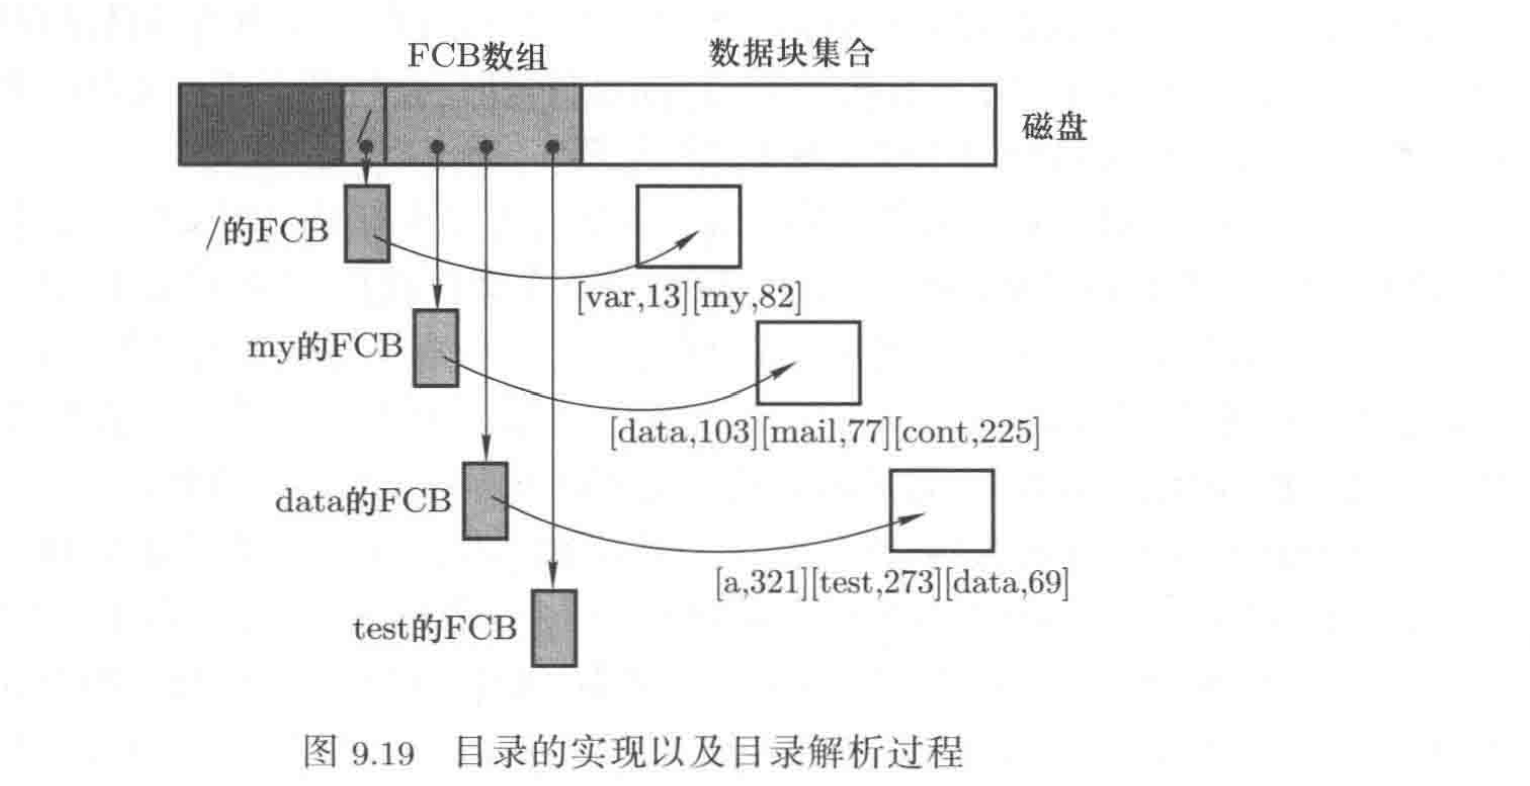 FCB数组
数据块集合
/
磁盘
/的FCB
[var,13][my,82]
my的FCB
[data,103][mail,77][cont,225]
data的FCB
[a,321][test,273][data,69]
test的FCB
图 9.19 目录的实现以及目录解析过程